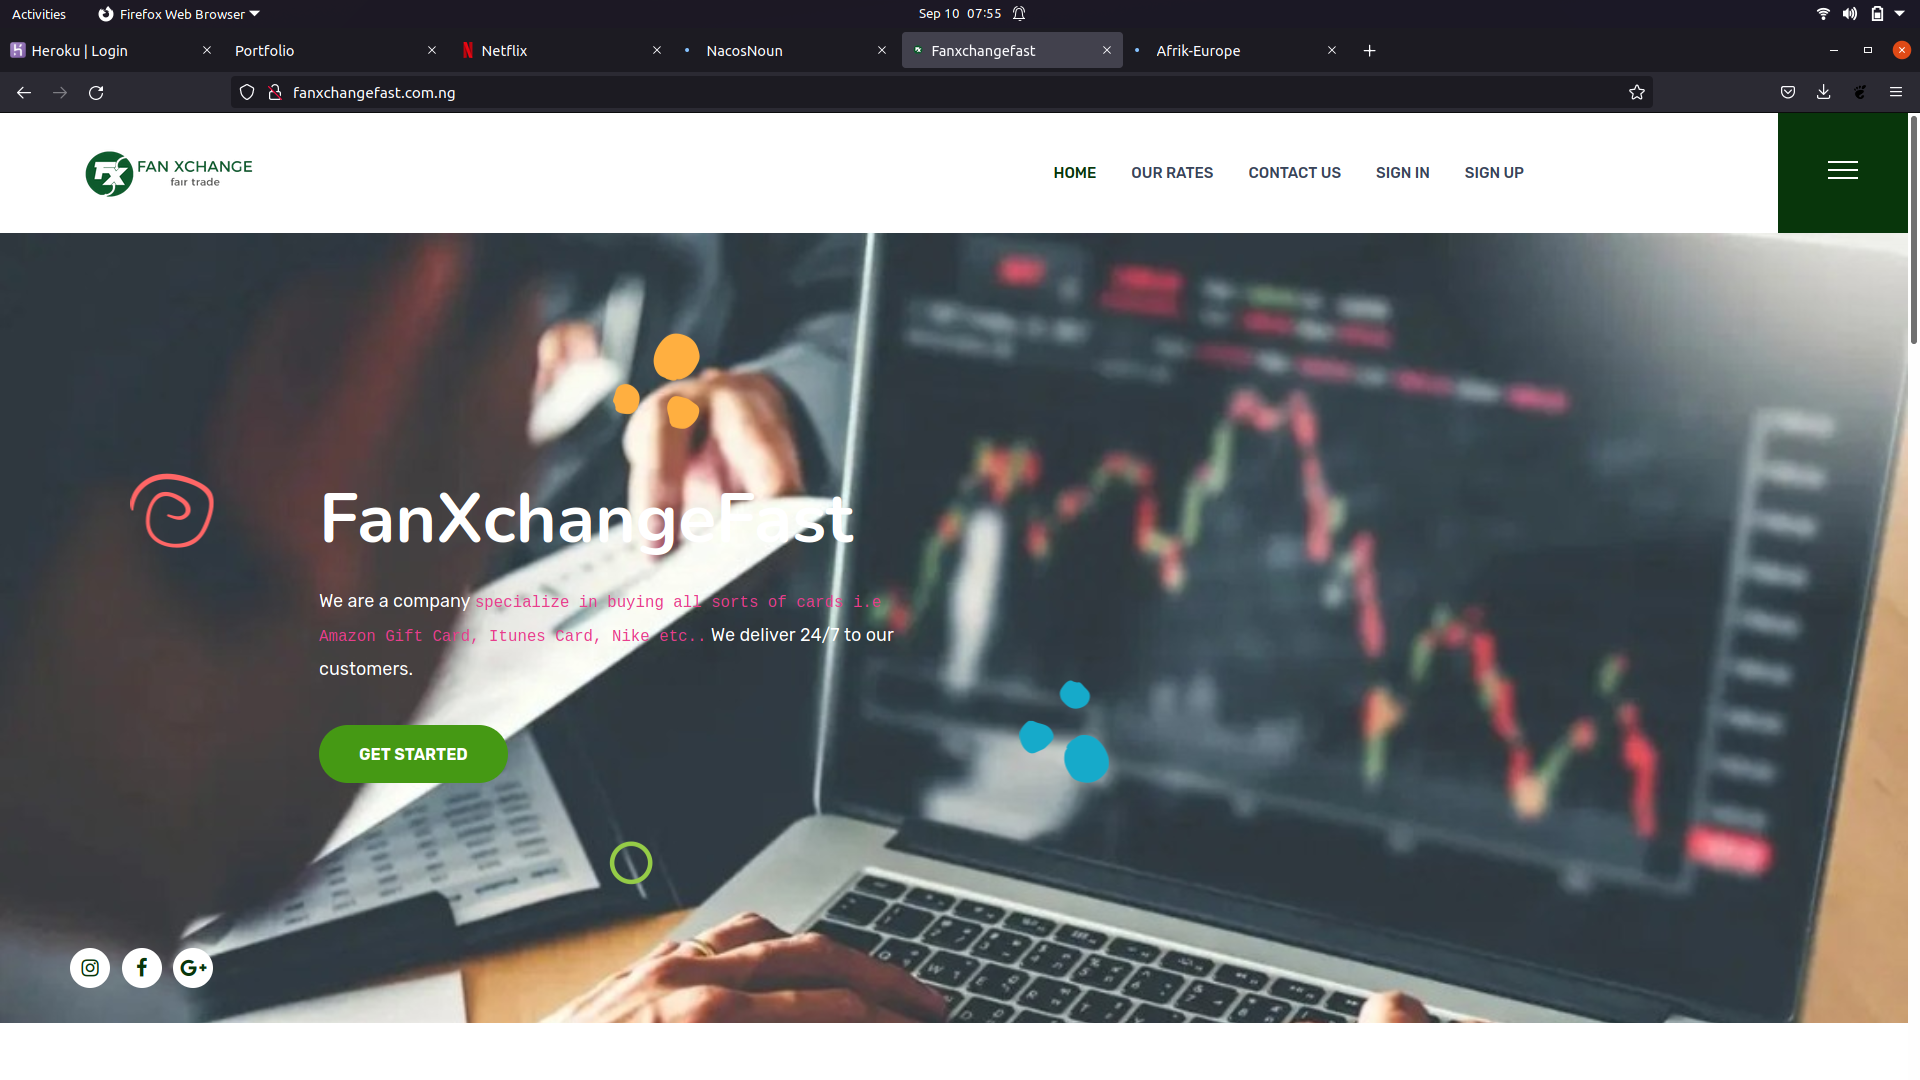 Activities
Firefox Web Browser
Sep 10 07:55
Heroku | Login
Portfolio
Netflix
NacosNoun
Fanxchangefast
Afrik-Europe
fanxchangefast.com.ng
FX FAN XCHANGE
fair trade
HOME
OUR RATES
CONTACT US
SIGN IN
SIGN UP
FanXchangeFast
We are a company specialize in buying all sorts of cards i.e
Amazon Gift Card, Itunes Card, Nike etc.. We deliver 24/7 to our
customers.
GET STARTED